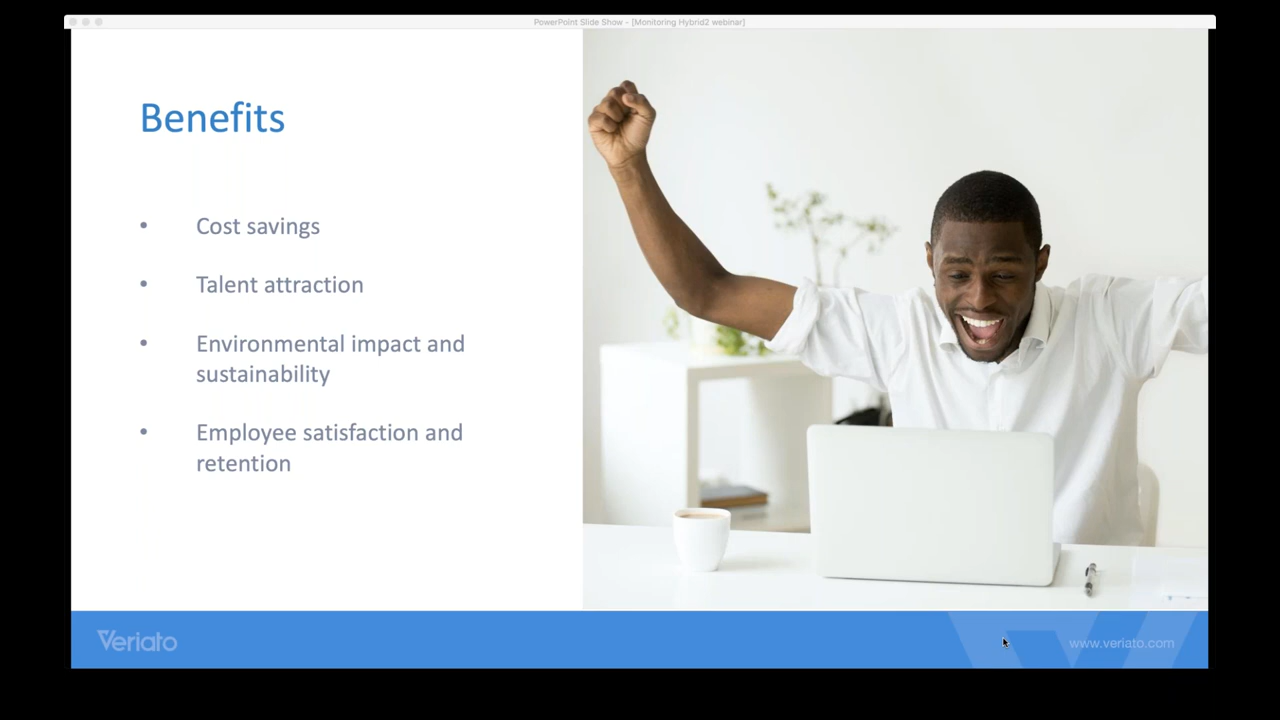 PowerPoint Slide Show - [Monitoring Hybrid2 webinar]
Benefits
• Cost savings
• Talent attraction
• Environmental impact and
sustainability
• Employee satisfaction and
retention
Veriato
www.veriato.com